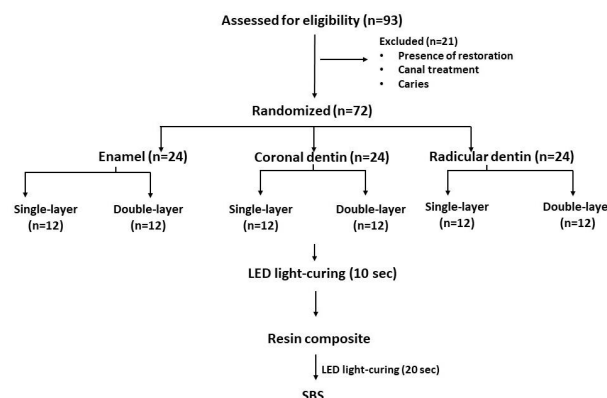 Assessed for eligibility (n=93)
Excluded (n=21)
• Presence of restoration
• Canal treatment
• Caries
Randomized (n=72)
Enamel (n=24)
Coronal dentin (n=24)
Radicular dentin (n=24)
Single-layer
(n=12)
Double-layer
(n=12)
Single-layer
(n=12)
Double-layer
(n=12)
Single-layer
(n=12)
Double-laye
(n=12)
LED light-curing (10 sec)
Resin composite
LED light-curing (20 sec)
SBS